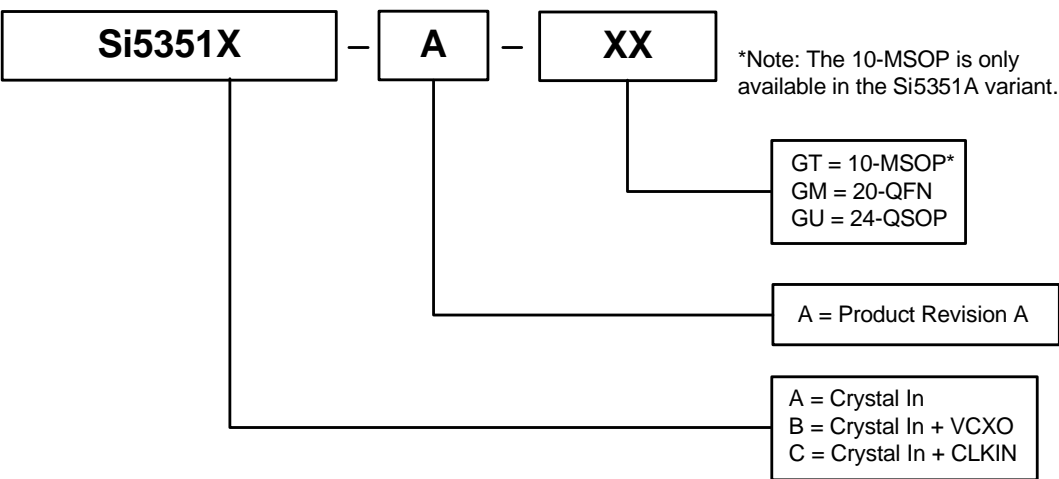 Si5351X – A – XX
*Note: The 10-MSOP is only
available in the Si5351A variant.
GT = 10-MSOP*
GM = 20-QFN
GU = 24-QSOP
A = Product Revision A
A = Crystal In
B = Crystal In + VCXO
C = Crystal In + CLKIN